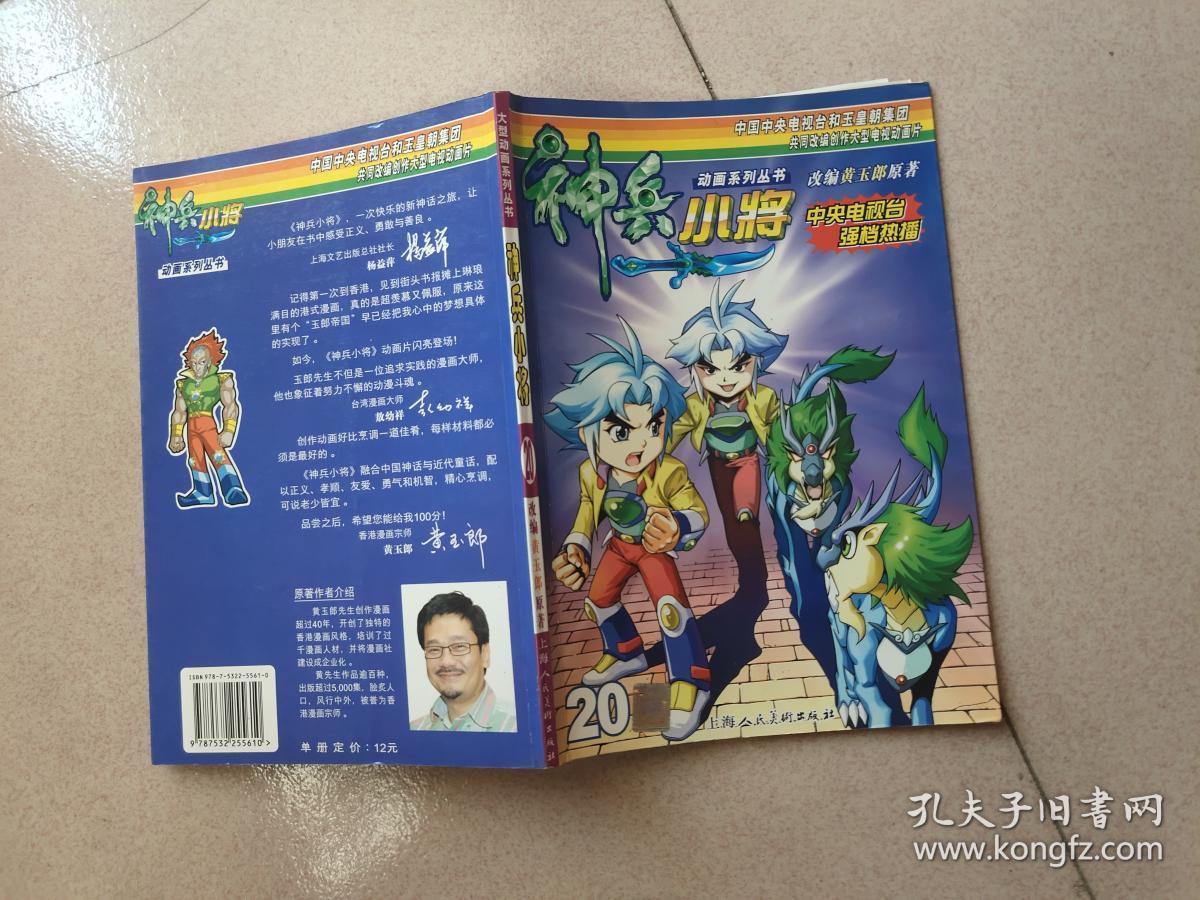 中国中央电视台和玉皇朝集团
共同改编创作大型电视动画片
神兵小將
动画系列丛书
《神兵小将》，一次快乐的新神话之旅，让
小朋友在书中感受正义、勇敢与善良。
上海文艺出版总社社长
杨益萍 杨益萍
记得第一次到香港，见到街头书报摊上琳琅
满目的港式漫画，真的是超羡慕又佩服，原来这
里有个“玉郎帝国”早已经把我心中的梦想具体
的实现了。
如今，《神兵小将》动画片闪亮登场！
玉郎先生不但是一位追求实践的漫画大师，
他也象征着努力不懈的动漫斗魂。
台湾漫画大师
敖幼祥
创作动画好比烹调一道佳肴，每样材料都必
须是最好的。
《神兵小将》融合中国神话与近代童话，配
以正义、孝顺、友爱、勇气和机智，精心烹调，
可说老少皆宜。
品尝之后，希望您能给我100分！
香港漫画宗师
黄玉郎 黄玉郎
原著作者介绍
黄玉郎先生创作漫画
超过40年，开创了独特的
香港漫画风格，培训了过
千漫画人材，并将漫画社
建设成企业化。
黄先生作品逾百种，
出版超过5,000集，脍炙人
口，风行中外，被誉为香
港漫画宗师。
ISBN 978-7-5322-5561-0
9 787532 255610 >
单册定价：12元
大型动画系列丛书
神兵小将
20
改编黄玉郎原著
上海人民美术出版社
中国中央电视台和玉皇朝集团
共同改编创作大型电视动画片
神兵小將
动画系列丛书
改编黄玉郎原著
中央电视台
强档热播
20
上海人民美术出版社
孔夫子旧书网
www.kongfz.com